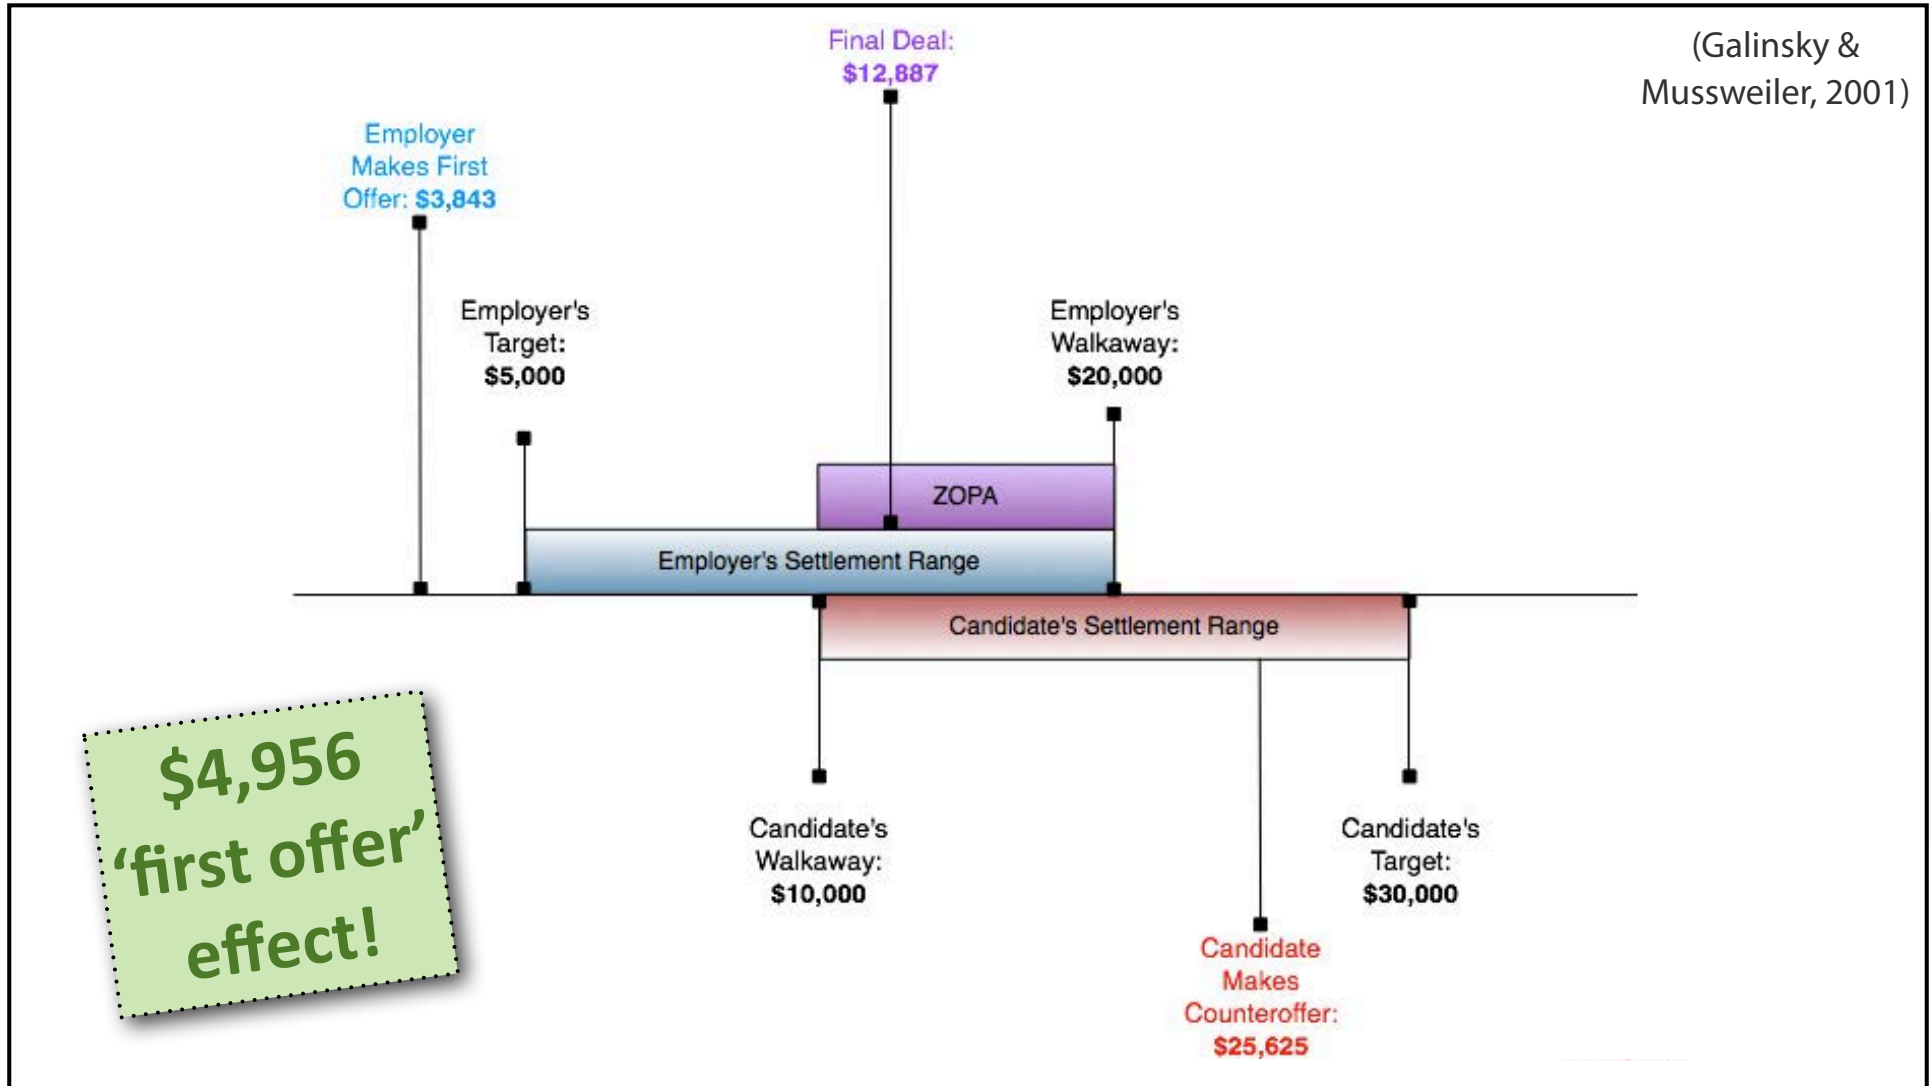 (Galinsky &
Mussweiler, 2001)
Final Deal:
$12,887
Employer
Makes First
Offer: $3,843
Employer's
Target:
$5,000
Employer's
Walkaway:
$20,000
ZOPA
Employer's Settlement Range
Candidate's Settlement Range
$4,956
‘first offer’
effect!
Candidate's
Walkaway:
$10,000
Candidate's
Target:
$30,000
Candidate
Makes
Counteroffer:
$25,625